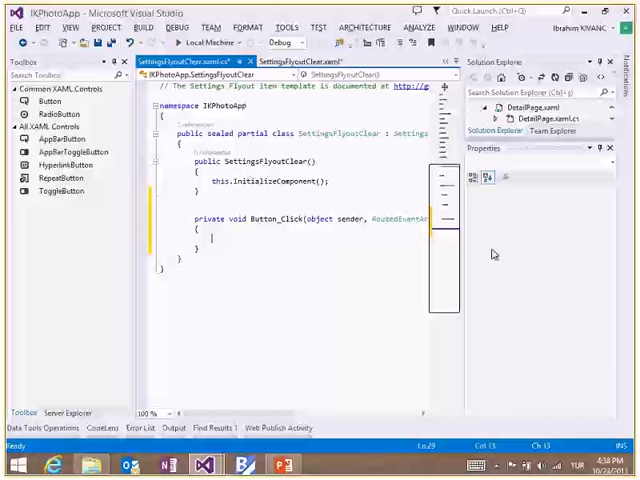 IKPhotoApp - Microsoft Visual Studio
Quick Launch (Ctrl+Q)
FILE EDIT VIEW PROJECT BUILD DEBUG TEAM SQL FORMAT TOOLS TEST ARCHITECTURE ANALYZE WINDOW HELP
Ibrahim KIVANC
Local Machine
Debug
Toolbox
Search Toolbox
Common XAML Controls
Button
RadioButton
All XAML Controls
AppBarButton
AppBarToggleButton
HyperlinkButton
RepeatButton
ToggleButton
Toolbox Server Explorer
SettingsFlyoutClear.xaml.cs*
SettingsFlyoutClear.xaml*
IKPhotoApp.SettingsFlyoutClear
SettingsFlyoutClear()
// The Settings Flyout item template is documented at http://g
namespace IKPhotoApp
{
public sealed partial class SettingsFlyoutClear : Settings
{
public SettingsFlyoutClear()
{
this.InitializeComponent();
}
private void Button_Click(object sender, RoutedEventAr
{
}
}
}
100 %
Solution Explorer
Search Solution Explorer (Ctrl+ş)
DetailPage.xaml
DetailPage.xaml.cs
Solution Explorer Team Explorer
Properties
Notifications
Data Tools Operations CodeLens Error List Output Find Results 1 Web Publish Activity
Ready
Ln 29
Col 13
Ch 13
INS
TUR
4:38 PM